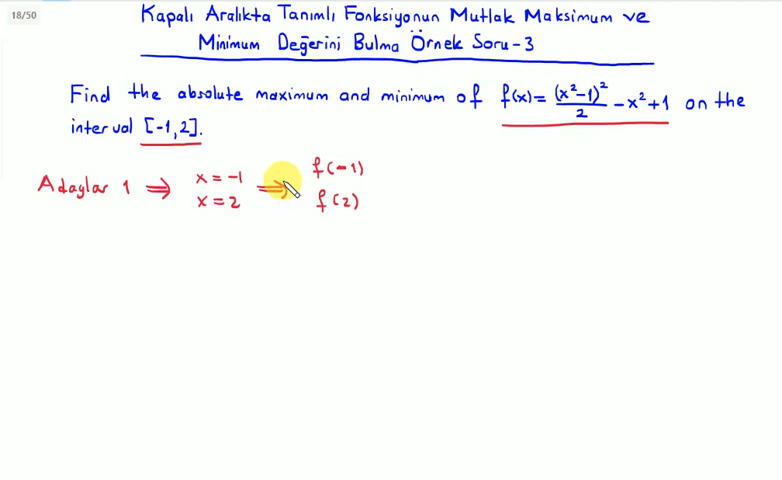 18/50
Kapalı Aralıkta Tanımlı Fonksiyonun Mutlak Maksimum ve
Minimum Değerini Bulma Örnek Soru-3
Find the absolute maximum and minimum of f(x)= (x²-1)²/2 - x²+1 on the
interval [-1,2].
Adaylar 1 ⇒ x=-1 ⇒ f(-1)
x=2 f(2)